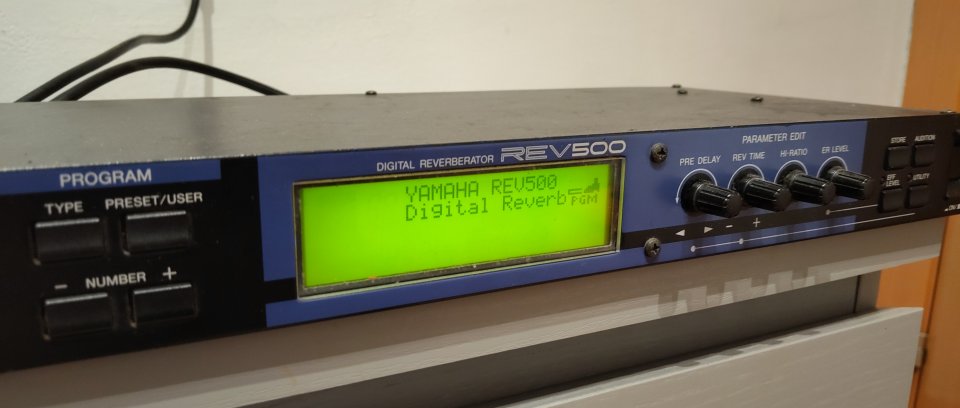 PROGRAM
TYPE PRESET/USER
- NUMBER +
DIGITAL REVERBERATOR REV500
YAMAHA REV500
Digital Reverb
PGM
PARAMETER EDIT
PRE DELAY REV TIME HI-RATIO ER LEVEL
◄ ► - +
STORE AUDITION
EFF LEVEL UTILITY